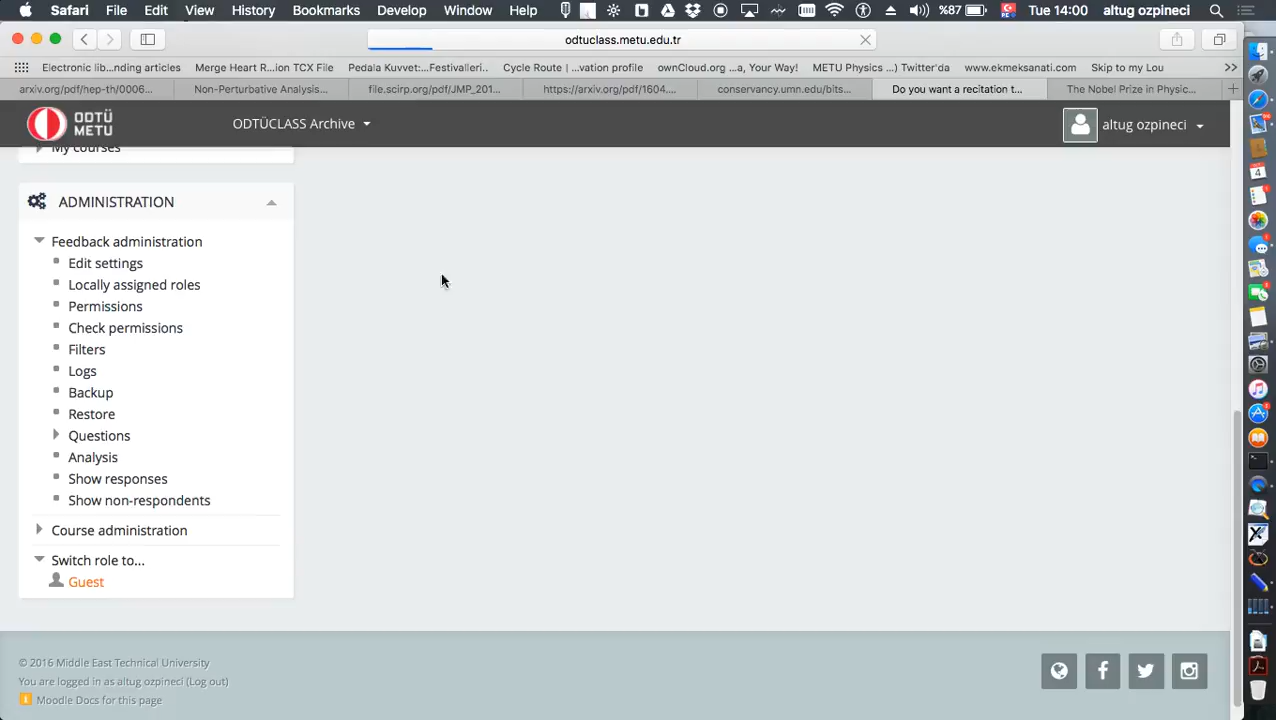 Safari File Edit View History Bookmarks Develop Window Help %87 Tue 14:00 altug ozpineci
odtuclass.metu.edu.tr
Electronic lib...nding articles Merge Heart R...ion TCX File Pedala Kuvvet:...Festivalleri.. Cycle Route |...vation profile ownCloud.org ...a, Your Way! METU Physics ...) Twitter'da www.ekmeksanati.com Skip to my Lou >>
arxiv.org/pdf/nep-th/0006... Non-Perturbative Analysis... file.scirp.org/pdf/JMP_201... https://arxiv.org/pdf/1604.... conservancy.umn.edu/bits... Do you want a recitation t... The Nobel Prize in Physic...
ODTÜ
METU
ODTÜCLASS Archive
altug ozpineci
My courses
ADMINISTRATION
Feedback administration
Edit settings
Locally assigned roles
Permissions
Check permissions
Filters
Logs
Backup
Restore
Questions
Analysis
Show responses
Show non-respondents
Course administration
Switch role to...
Guest
© 2016 Middle East Technical University
You are logged in as altug ozpineci (Log out)
Moodle Docs for this page